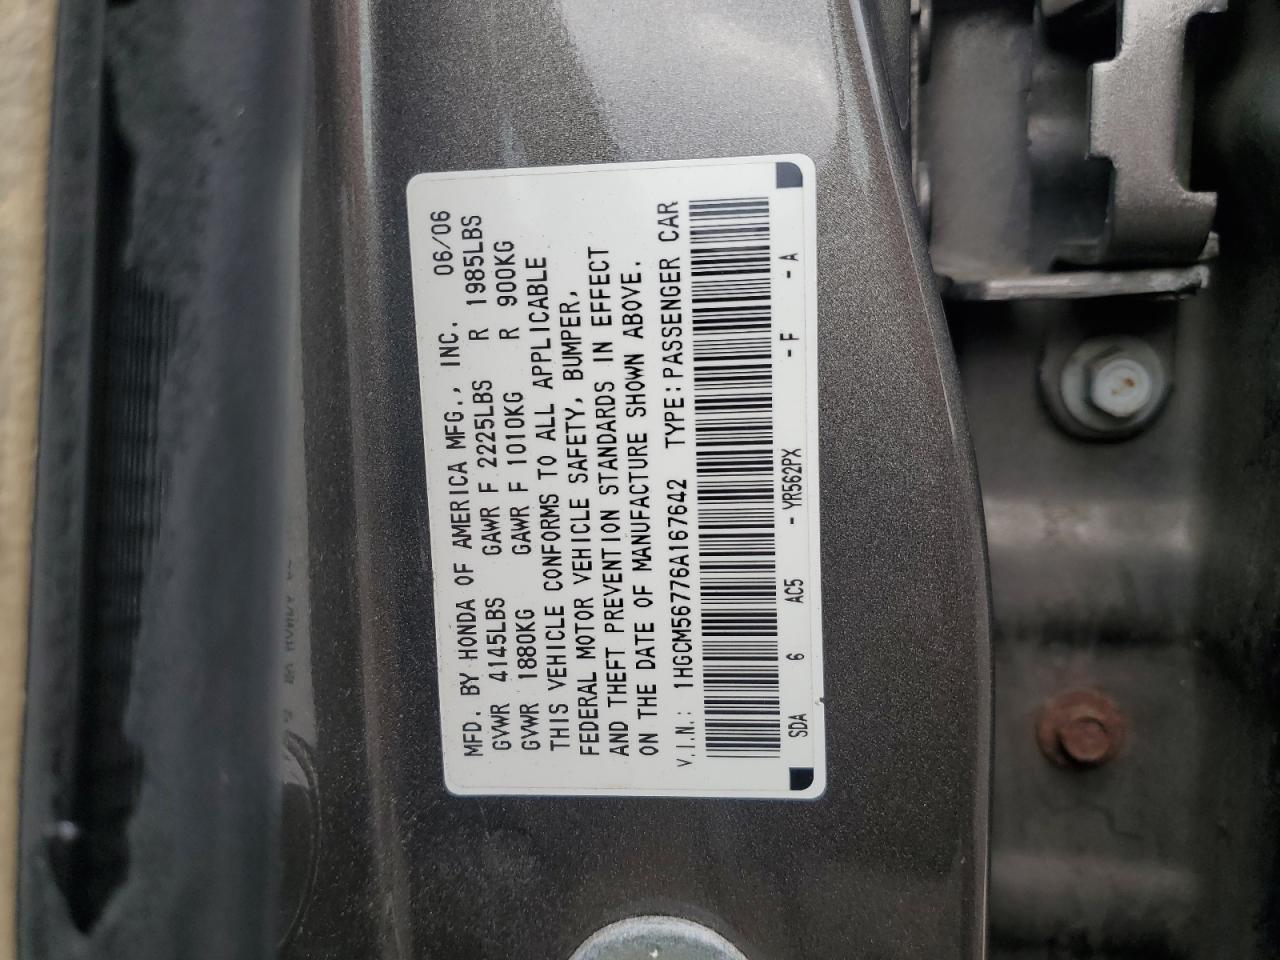 MFD. BY HONDA OF AMERICA MFG., INC. 06/06
GVWR 4145LBS GAWR F 2225LBS R 1985LBS
GVWR 1880KG GAWR F 1010KG R 900KG
THIS VEHICLE CONFORMS TO ALL APPLICABLE
FEDERAL MOTOR VEHICLE SAFETY, BUMPER,
AND THEFT PREVENTION STANDARDS IN EFFECT
ON THE DATE OF MANUFACTURE SHOWN ABOVE.
V.I.N.: 1HGCM56776A167642 TYPE: PASSENGER CAR
SDA 6 AC5 - YR562PX - F - A